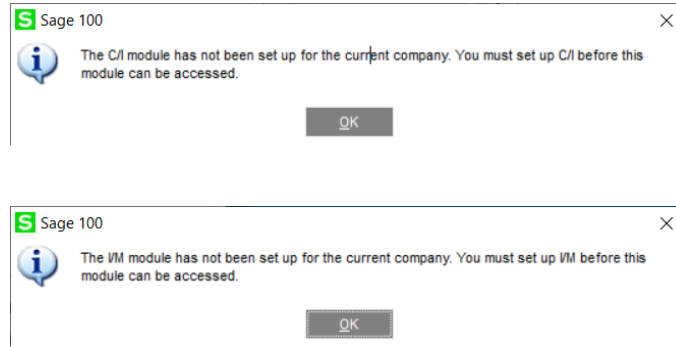 S Sage 100
The C/I module has not been set up for the current company. You must set up C/I before this
module can be accessed.
OK
S Sage 100
The I/M module has not been set up for the current company. You must set up I/M before this
module can be accessed.
OK